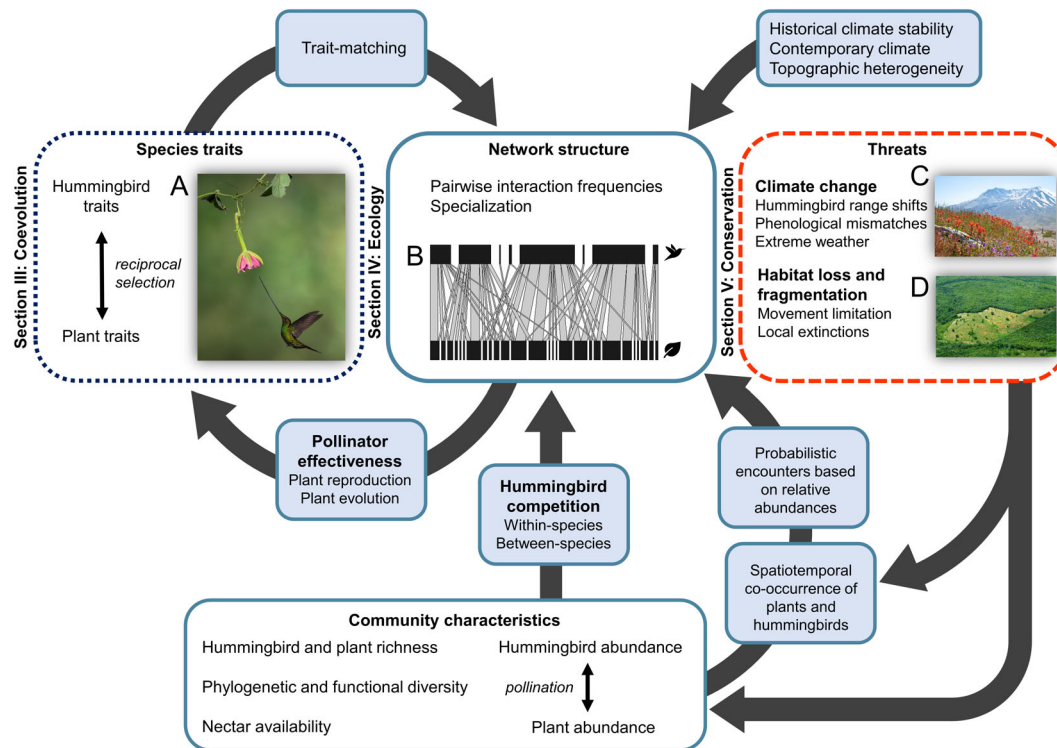 Trait-matching
Historical climate stability
Contemporary climate
Topographic heterogeneity
Section III: Coevolution
Species traits
Hummingbird
traits
A
reciprocal
selection
Plant traits
Section IV: Ecology
Network structure
Pairwise interaction frequencies
Specialization
B
Section V: Conservation
Threats
Climate change
Hummingbird range shifts
Phenological mismatches
Extreme weather
C
Habitat loss and
fragmentation
Movement limitation
Local extinctions
D
Pollinator
effectiveness
Plant reproduction
Plant evolution
Hummingbird
competition
Within-species
Between-species
Probabilistic
encounters based
on relative
abundances
Spatiotemporal
co-occurrence of
plants and
hummingbirds
Community characteristics
Hummingbird and plant richness
Phylogenetic and functional diversity
Nectar availability
Hummingbird abundance
pollination
Plant abundance